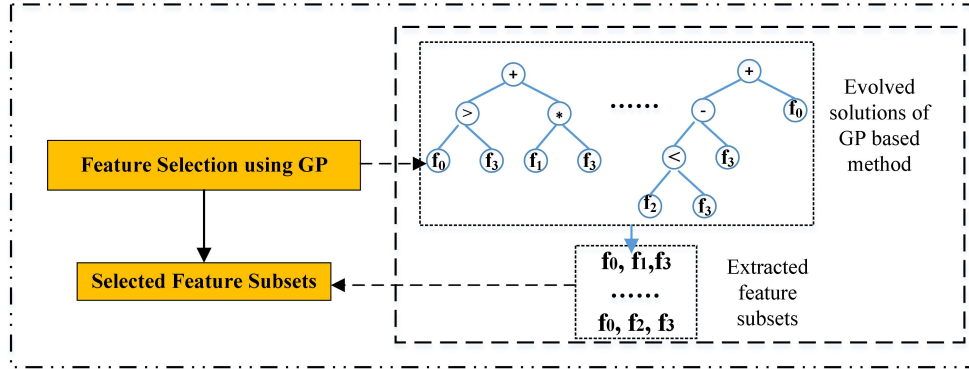 Feature Selection using GP
Selected Feature Subsets
+
> *
f₀ f₃ f₁ f₃
......
+
- f₀
< f₃
f₂ f₃
Evolved
solutions of
GP based
method
f₀, f₁,f₃
......
f₀, f₂, f₃
Extracted
feature
subsets